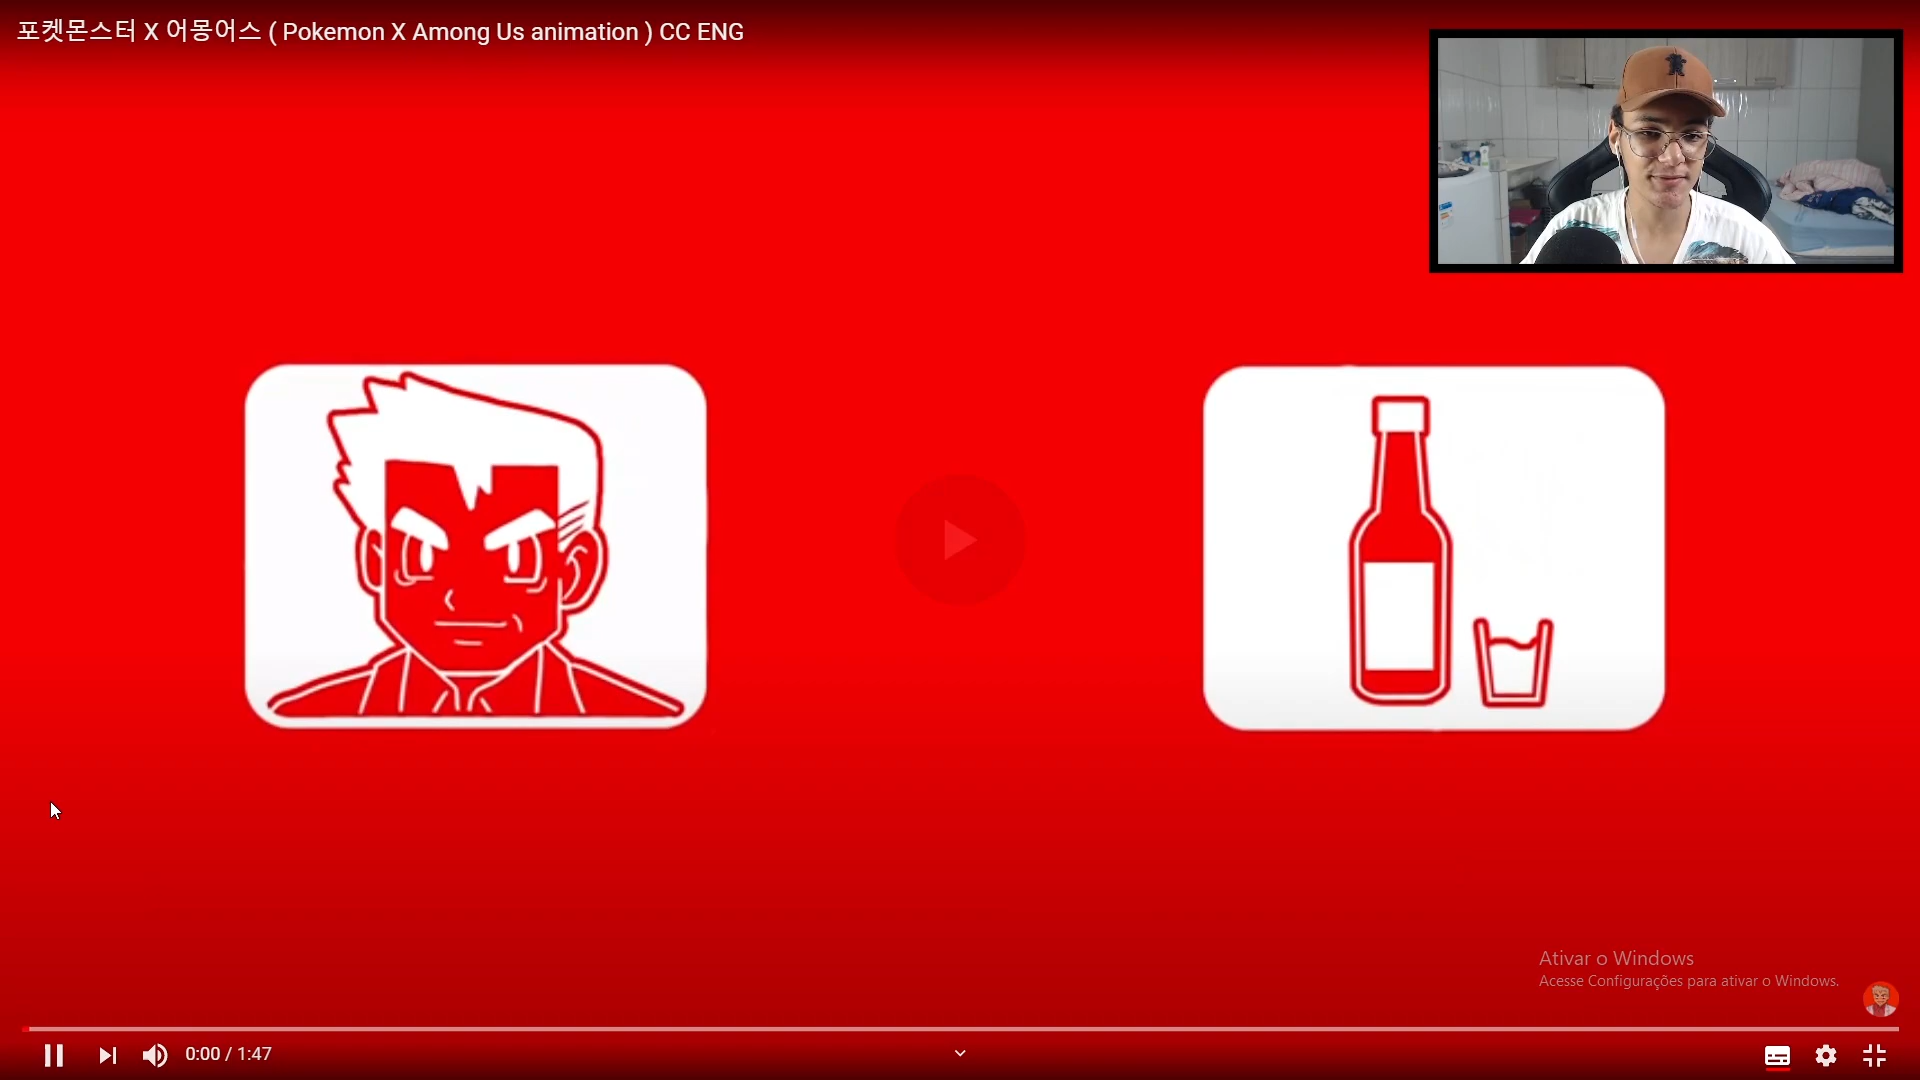 포켓몬스터 X 어몽어스 ( Pokemon X Among Us animation ) CC ENG
Ativar o Windows
Acesse Configurações para ativar o Windows.
0:00 / 1:47